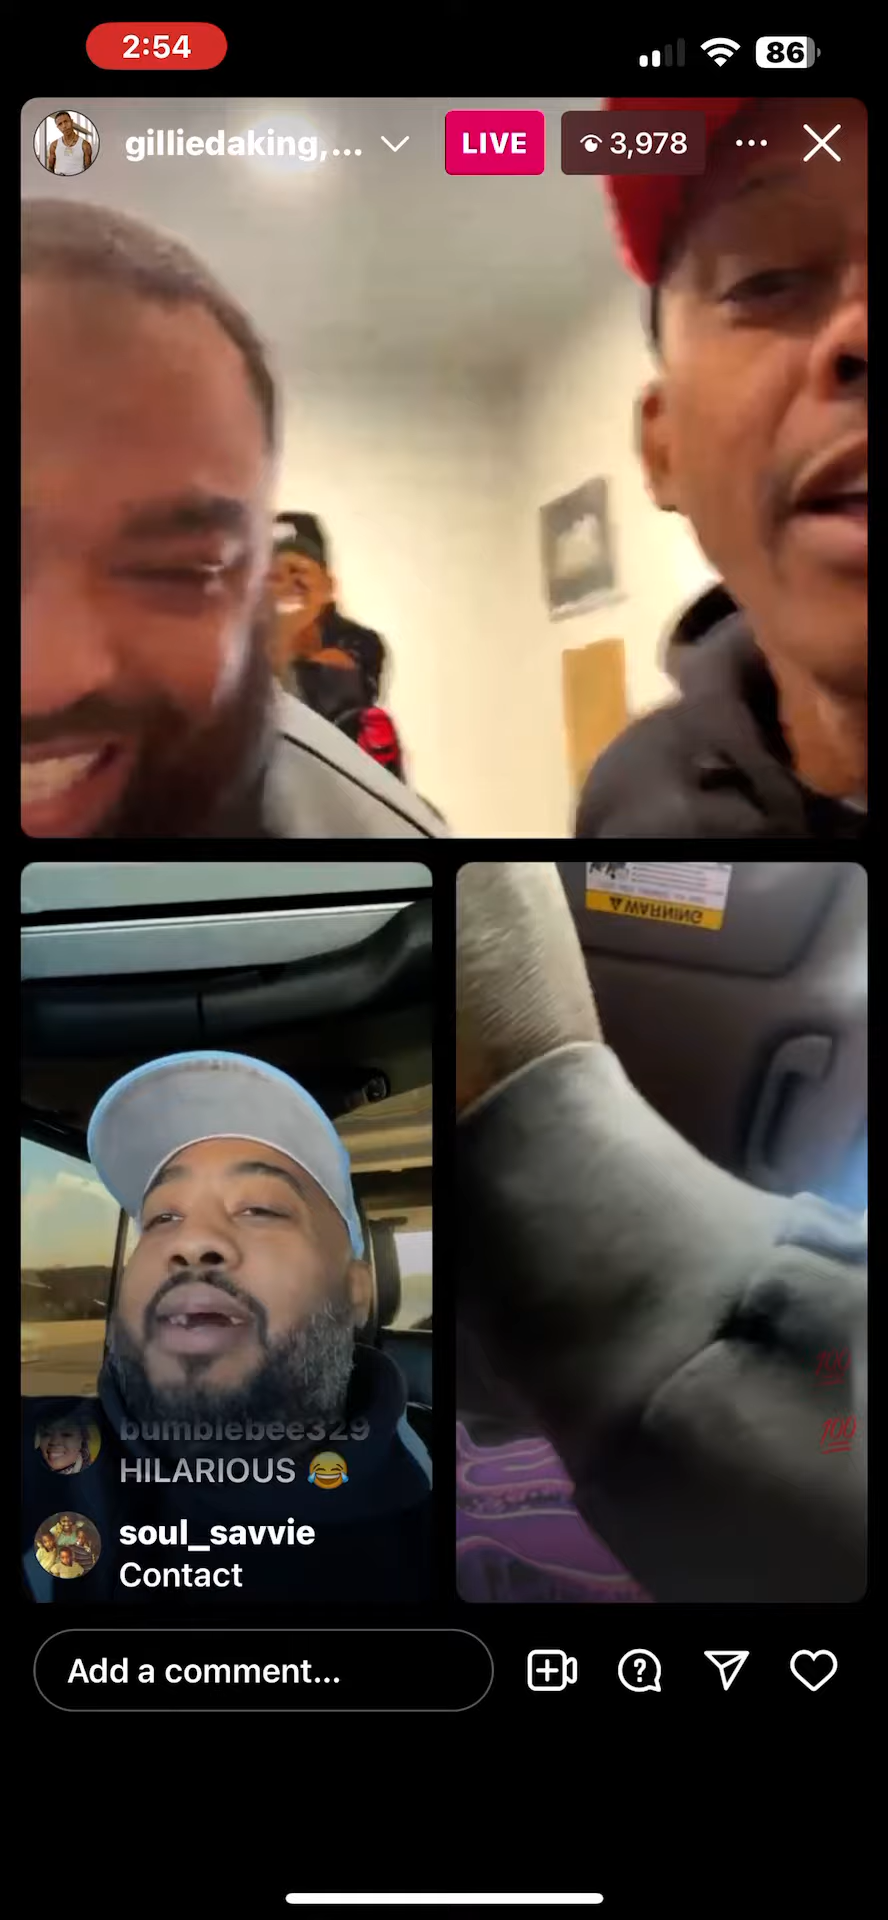 2:54
86
gilliedaking,...
LIVE
3,978
WARNING
bumblebee329
HILARIOUS 😂
soul_savvie
Contact
💯
💯
Add a comment...